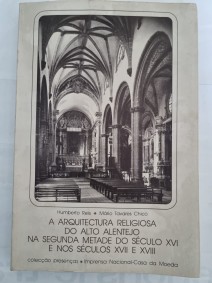 Humberto Reis • Mário Tavares Chicó
A ARQUITECTURA RELIGIOSA
DO ALTO ALENTEJO
NA SEGUNDA METADE DO SÉCULO XVI
E NOS SÉCULOS XVII E XVIII
colecção presenças • Imprensa Nacional-Casa da Moeda